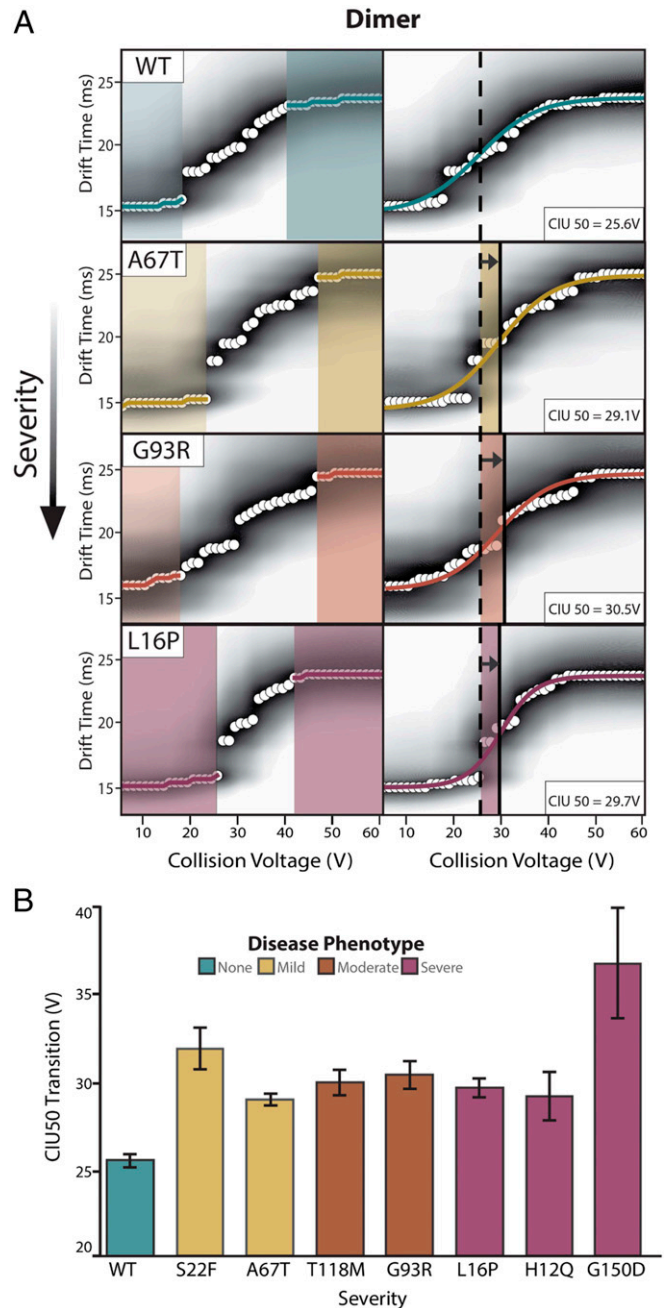 A
Dimer
WT
Drift Time (ms)
25
20
15
CIU 50 = 25.6V
A67T
Drift Time (ms)
25
20
15
CIU 50 = 29.1V
Severity
G93R
Drift Time (ms)
25
20
15
CIU 50 = 30.5V
L16P
Drift Time (ms)
25
20
15
CIU 50 = 29.7V
10 20 30 40 50 60 10 20 30 40 50 60
Collision Voltage (V) Collision Voltage (V)
B
CIU50 Transition (V)
40
35
30
25
20
Disease Phenotype
None Mild Moderate Severe
WT S22F A67T T118M G93R L16P H12Q G150D
Severity